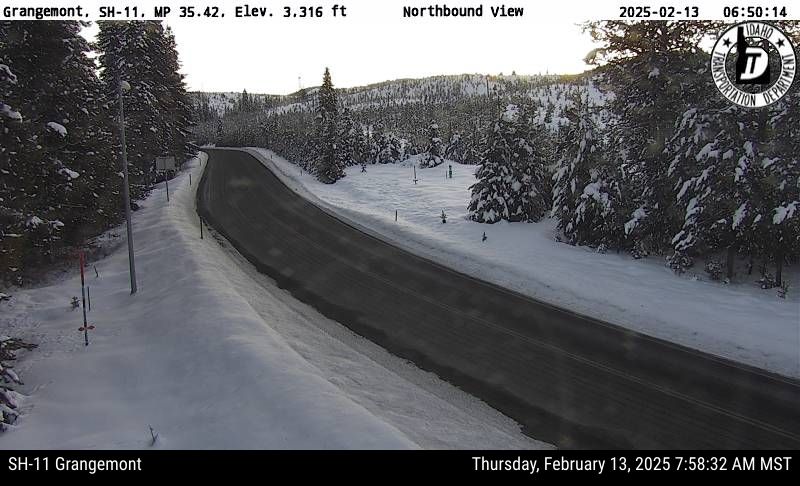 Grangemont, SH-11, MP 35.42, Elev. 3,316 ft Northbound View 2025-02-13 06:50:14
IDAHO
TRANSPORTATION DEPARTMENT
SH-11 Grangemont Thursday, February 13, 2025 7:58:32 AM MST